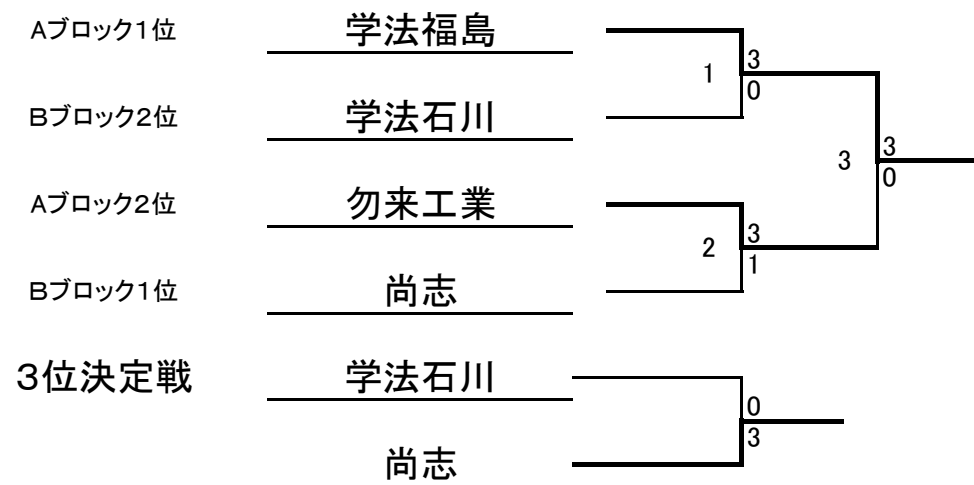 Aブロック1位
学法福島
3
1
0
Bブロック2位
学法石川
3
3
0
Aブロック2位
勿来工業
3
2
1
Bブロック1位
尚志
3位決定戦
学法石川
0
3
尚志